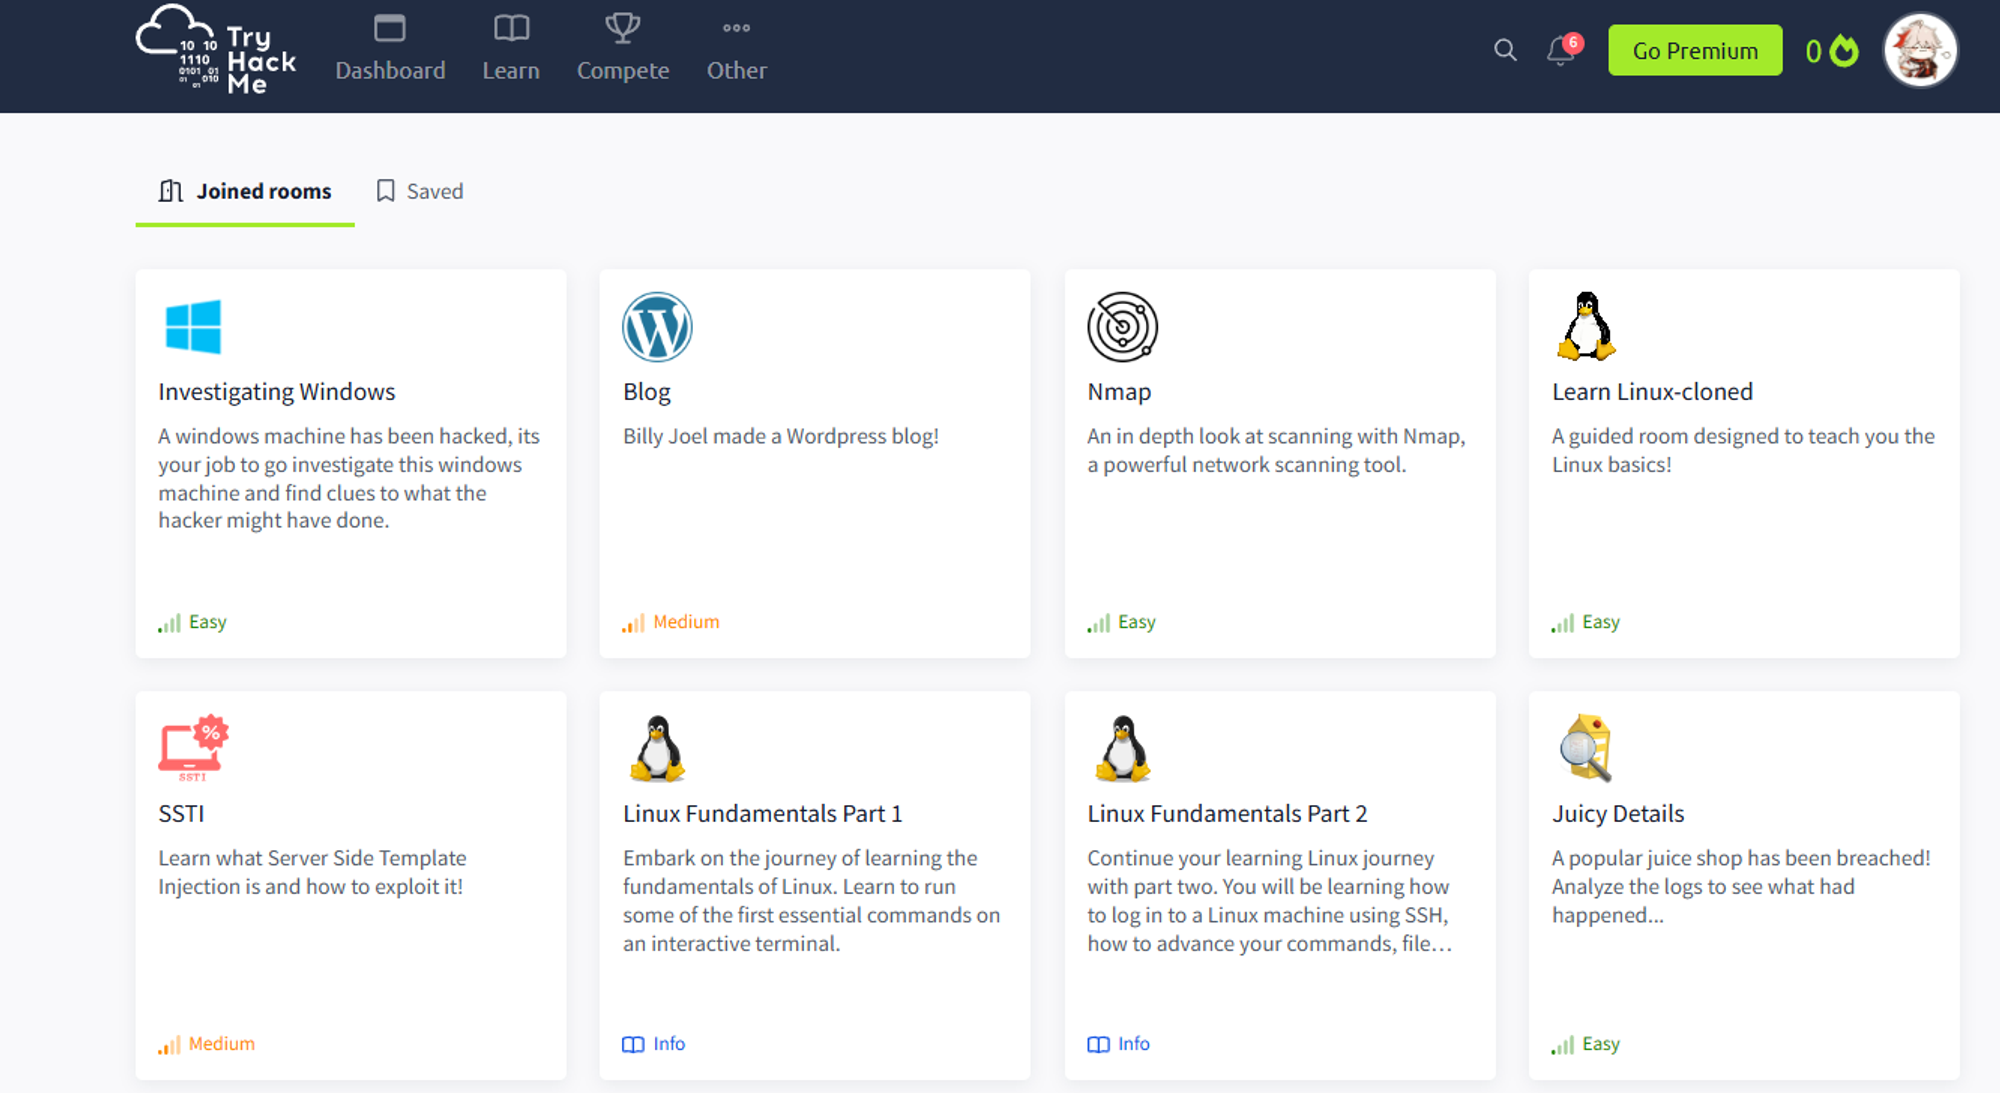 10 10
1110
0101 01
01 010
01
Try
Hack
Me
Dashboard
Learn
Compete
Other
6
Go Premium
0
Joined rooms
Saved
Investigating Windows
A windows machine has been hacked, its
your job to go investigate this windows
machine and find clues to what the
hacker might have done.
Easy
Blog
Billy Joel made a Wordpress blog!
Medium
Nmap
An in depth look at scanning with Nmap,
a powerful network scanning tool.
Easy
Learn Linux-cloned
A guided room designed to teach you the
Linux basics!
Easy
%
SSTI
SSTI
Learn what Server Side Template
Injection is and how to exploit it!
Medium
Linux Fundamentals Part 1
Embark on the journey of learning the
fundamentals of Linux. Learn to run
some of the first essential commands on
an interactive terminal.
Info
Linux Fundamentals Part 2
Continue your learning Linux journey
with part two. You will be learning how
to log in to a Linux machine using SSH,
how to advance your commands, file...
Info
Juicy Details
A popular juice shop has been breached!
Analyze the logs to see what had
happened...
Easy